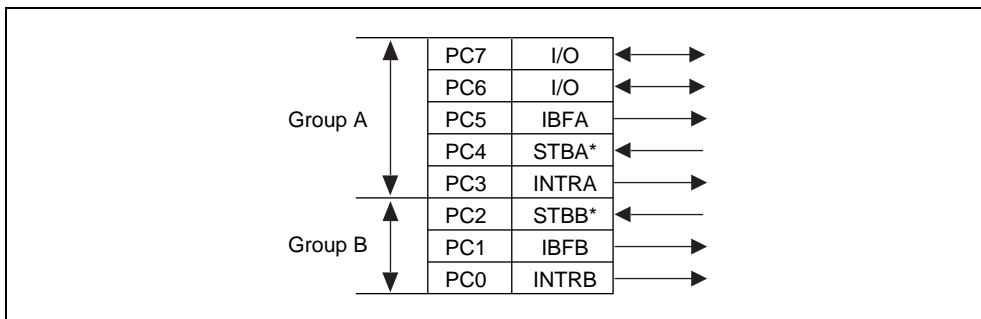 PC7 I/O
PC6 I/O
Group A PC5 IBFA
PC4 STBA*
PC3 INTRA
PC2 STBB*
Group B PC1 IBFB
PC0 INTRB